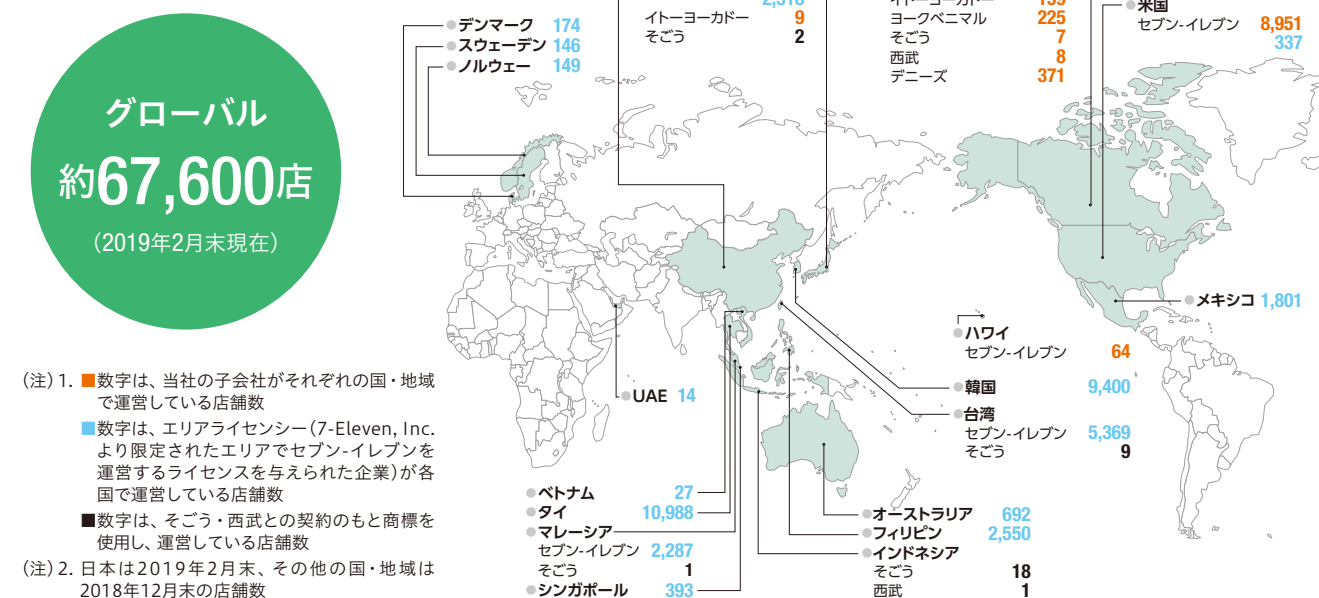 グローバル
約67,600店
（2019年2月末現在）
デンマーク 174
スウェーデン 146
ノルウェー 149
イトーヨーカドー 9
そごう 2
ヨークベニマル 225
そごう 7
西武 8
デニーズ 371
米国
セブン-イレブン 8,951
337
メキシコ 1,801
ハワイ
セブン-イレブン 64
韓国 9,400
台湾
セブン-イレブン 5,369
そごう 9
UAE 14
ベトナム 27
タイ 10,988
マレーシア
セブン-イレブン 2,287
そごう 1
シンガポール 393
オーストラリア 692
フィリピン 2,550
インドネシア
そごう 18
西武 1
（注）1. ■数字は、当社の子会社がそれぞれの国・地域
で運営している店舗数
■数字は、エリアライセンシー（7-Eleven, Inc.
より限定されたエリアでセブン-イレブンを
運営するライセンスを与えられた企業）が各
国で運営している店舗数
■数字は、そごう・西武との契約のもと商標を
使用し、運営している店舗数
（注）2. 日本は2019年2月末、その他の国・地域は
2018年12月末の店舗数